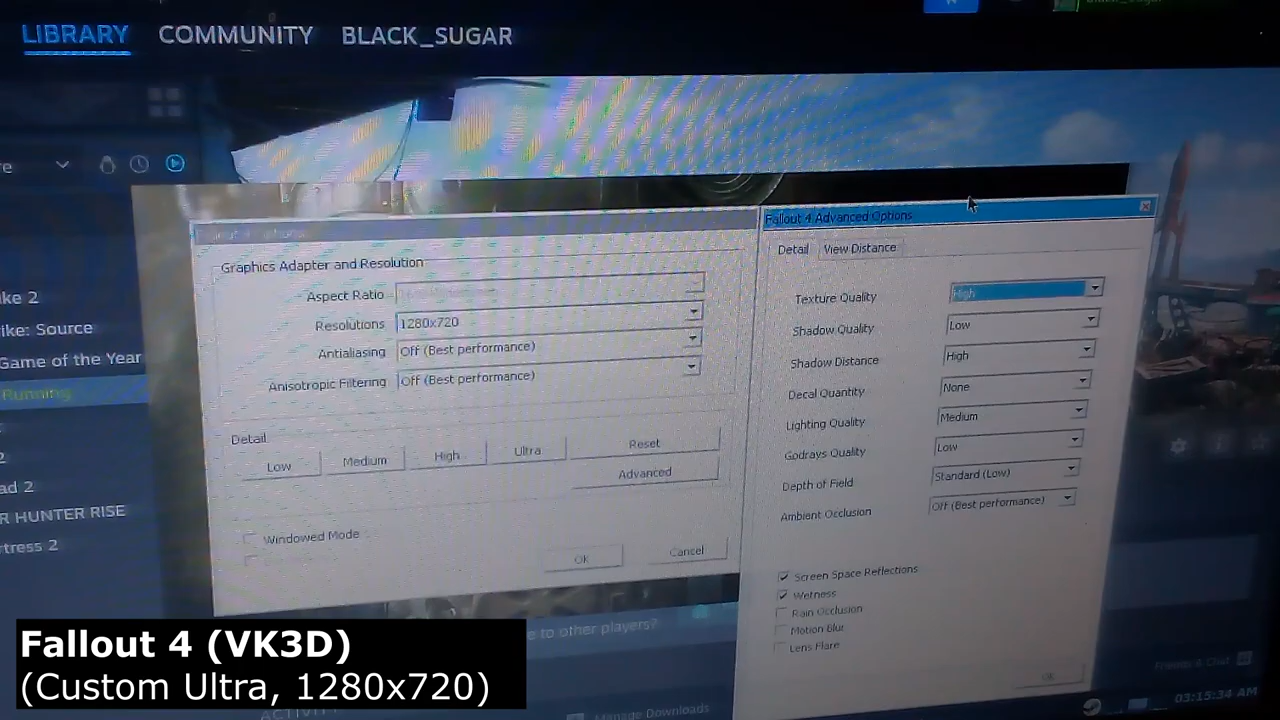 LIBRARY COMMUNITY BLACK_SUGAR
ike 2
ike: Source
Game of the Year
Running
2
ad 2
R HUNTER RISE
rtress 2
Graphics Adapter and Resolution
Aspect Ratio
Resolutions 1280x720
Antialiasing Off (Best performance)
Anisotropic Filtering Off (Best performance)
Detail
Low Medium High Ultra Reset
Advanced
Windowed Mode
Ok Cancel
Fallout 4 Advanced Options
Detail View Distance
Texture Quality High
Shadow Quality Low
Shadow Distance High
Decal Quantity None
Lighting Quality Medium
Godrays Quality Low
Depth of Field Standard (Low)
Ambient Occlusion Off (Best performance)
Screen Space Reflections
Wetness
Rain Occlusion
Motion Blur
Lens Flare
OK
e to other players?
Manage Downloads
Friends & Chat
03:15:34 AM
Fallout 4 (VK3D)
(Custom Ultra, 1280x720)